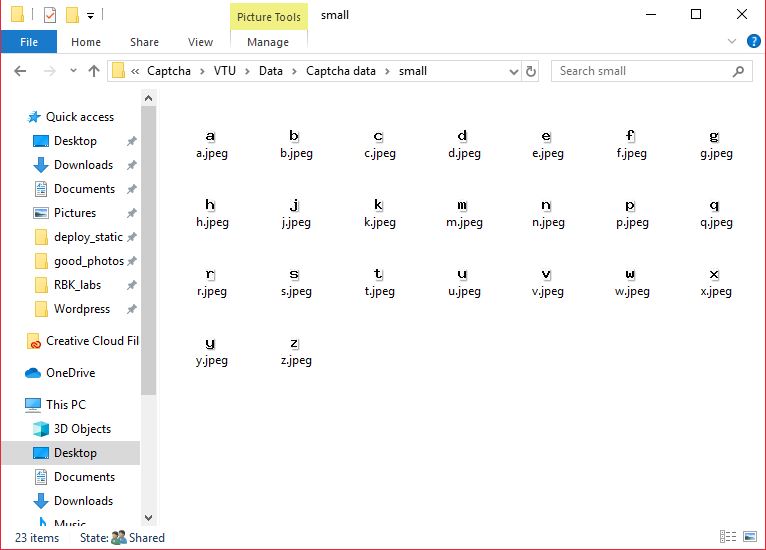 Picture Tools small
File Home Share View Manage
« Captcha > VTU > Data > Captcha data > small Search small
Quick access
Desktop
Downloads
Documents
Pictures
deploy_static
good_photos
RBK_labs
Wordpress
Creative Cloud Fil
OneDrive
This PC
3D Objects
Desktop
Documents
Downloads
Music
a b c d e f g
a.jpeg b.jpeg c.jpeg d.jpeg e.jpeg f.jpeg g.jpeg
h j k m n p q
h.jpeg j.jpeg k.jpeg m.jpeg n.jpeg p.jpeg q.jpeg
r s t u v w x
r.jpeg s.jpeg t.jpeg u.jpeg v.jpeg w.jpeg x.jpeg
y z
y.jpeg z.jpeg
23 items State: Shared